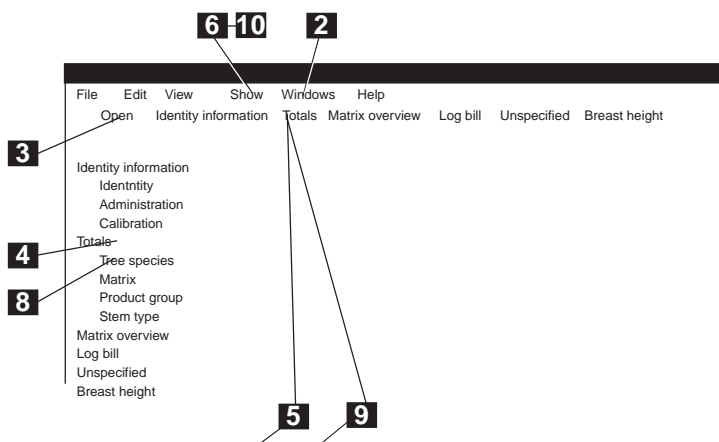 6 10 2
File Edit View Show Windows Help
Open Identity information Totals Matrix overview Log bill Unspecified Breast height
3
Identity information
Identntity
Administration
Calibration
Totals
4
Tree species
Matrix
8
Product group
Stem type
Matrix overview
Log bill
Unspecified
Breast height
5 9